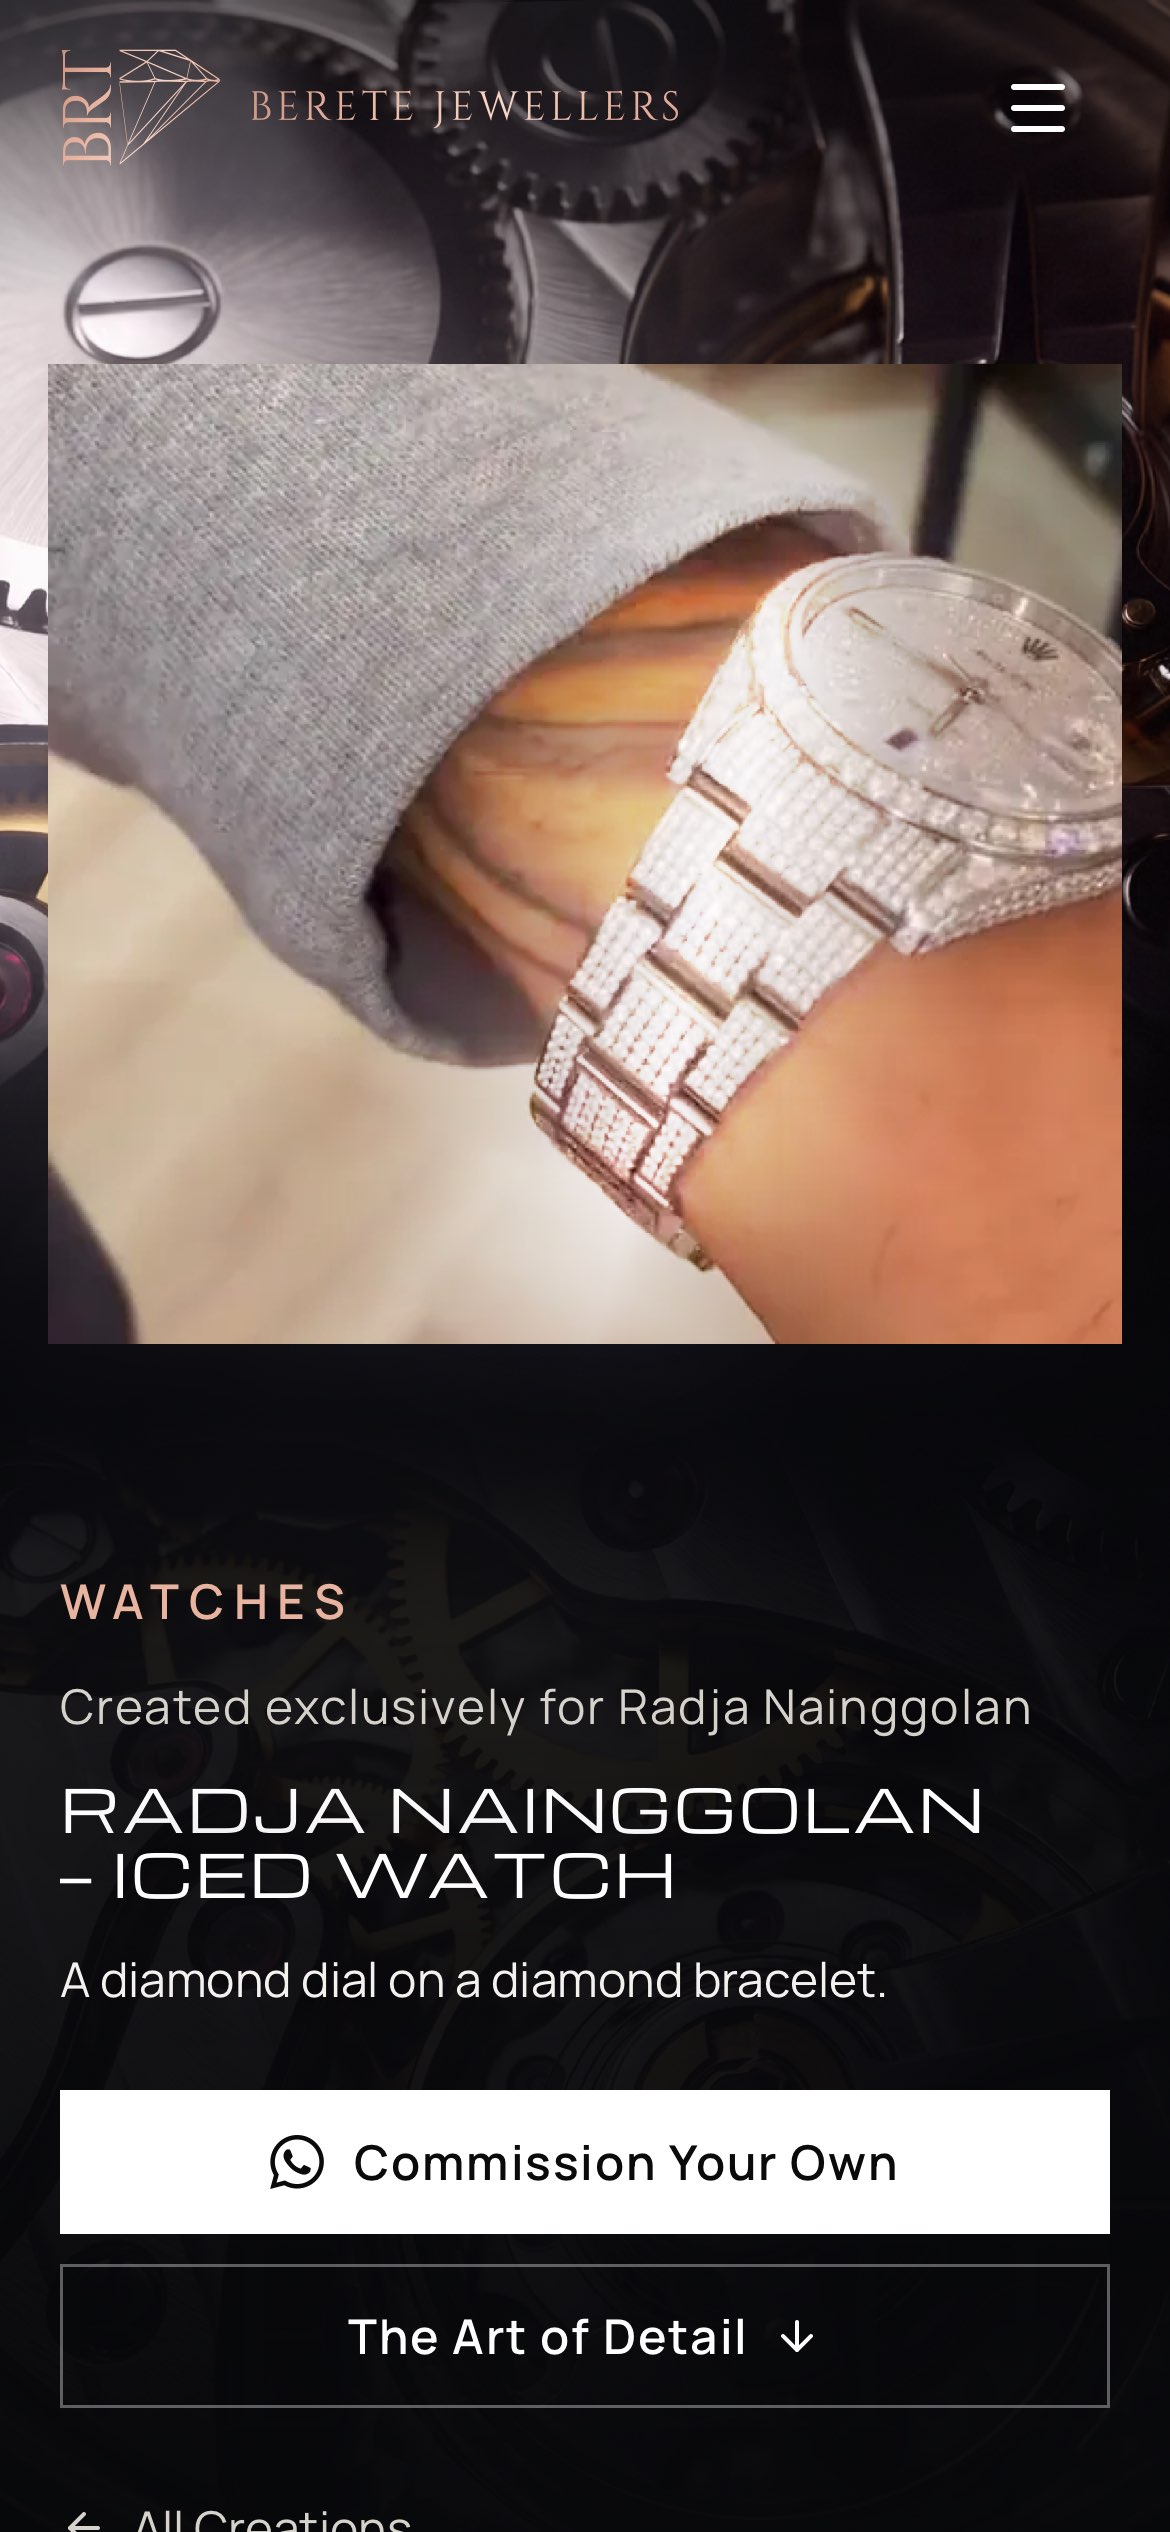 BRT
BERETE JEWELLERS
WATCHES
Created exclusively for Radja Nainggolan
RADJA NAINGGOLAN
– ICED WATCH
A diamond dial on a diamond bracelet.
Commission Your Own
The Art of Detail
All Creations